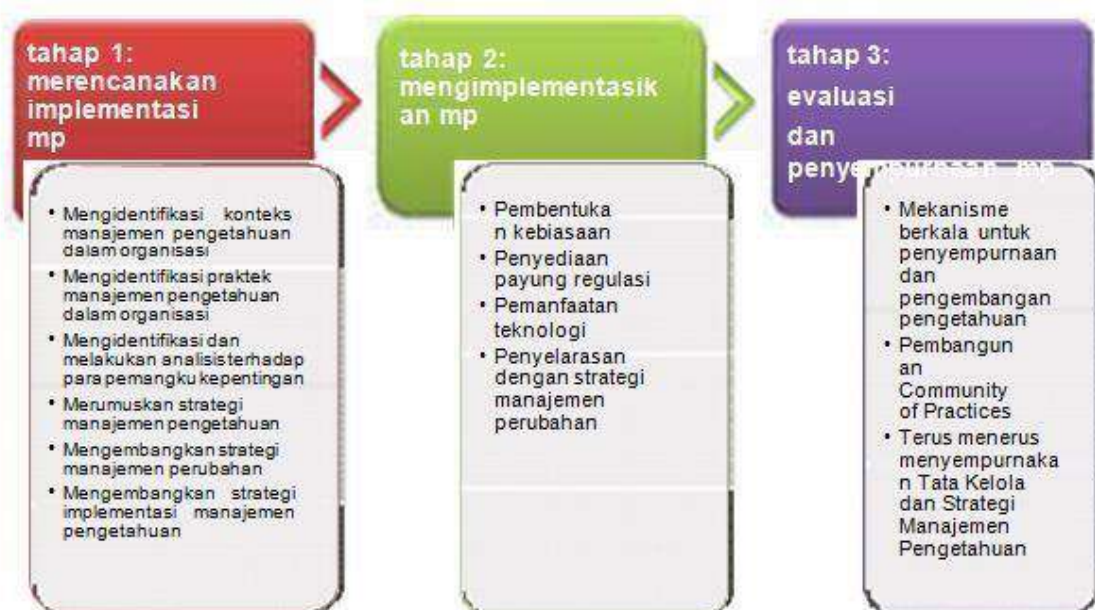 tahap 1:
merencanakan
implementasi
mp
• Mengidentifikasi konteks
manajemen pengetahuan
dalam organisasi
• Mengidentifikasi praktek
manajemen pengetahuan
dalam organisasi
• Mengidentifikasi dan
melakukan analisis terhadap
para pemangku kepentingan
• Merumuskan strategi
manajemen pengetahuan
• Mengembangkan strategi
manajemen perubahan
• Mengembangkan strategi
implementasi manajemen
pengetahuan
tahap 2:
mengimplementasik
an mp
• Pembentuka
n kebiasaan
• Penyediaan
payung regulasi
• Pemanfaatan
teknologi
• Penyelarasan
dengan strategi
manajemen
perubahan
tahap 3:
evaluasi
dan
penyempurnaan mp
• Mekanisme
berkala untuk
penyempurnaan
dan
pengembangan
pengetahuan
• Pembangun
an
Community
of Practices
• Terus menerus
menyempurnaka
n Tata Kelola
dan Strategi
Manajemen
Pengetahuan